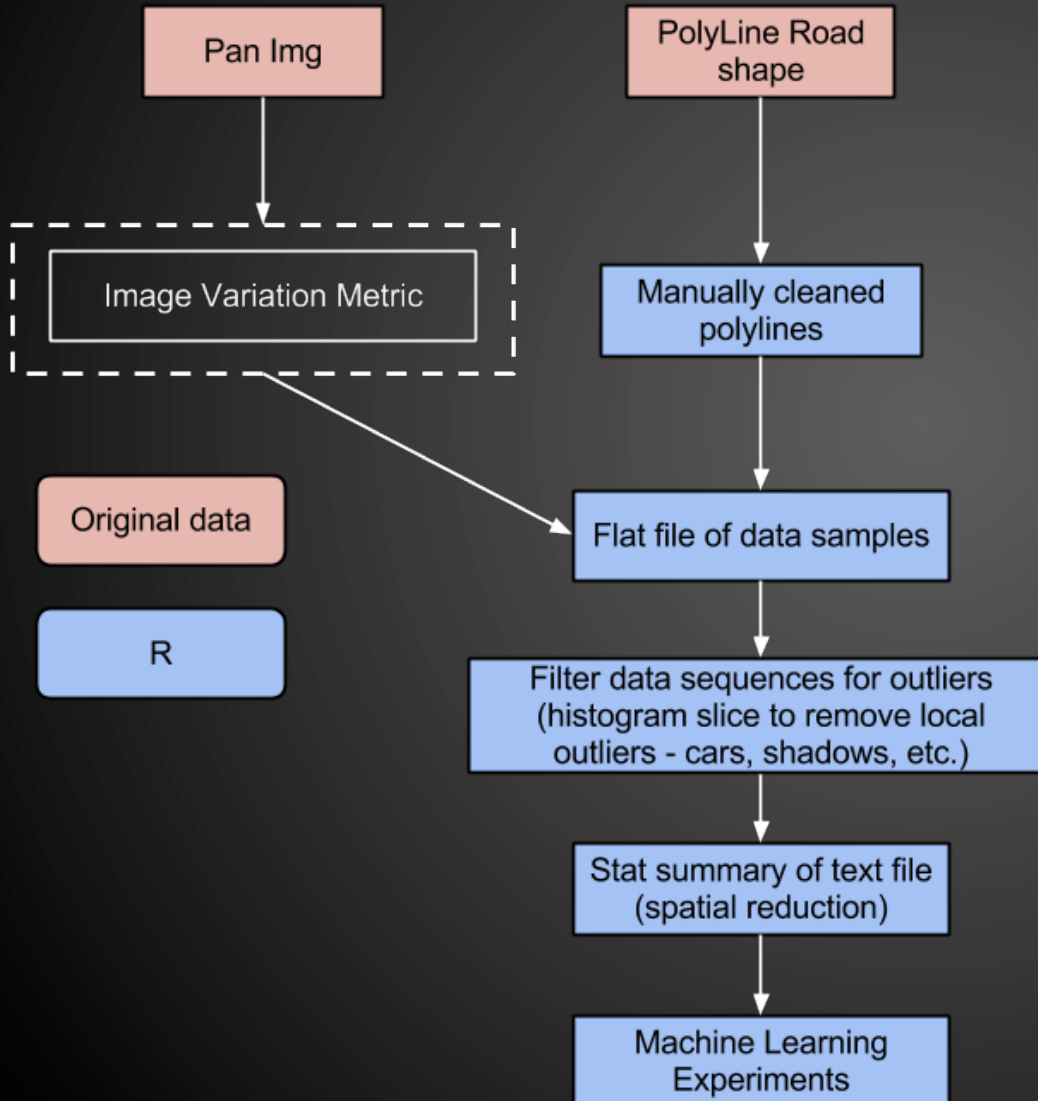 Pan Img
PolyLine Road
shape
Image Variation Metric
Manually cleaned
polylines
Original data
Flat file of data samples
R
Filter data sequences for outliers
(histogram slice to remove local
outliers - cars, shadows, etc.)
Stat summary of text file
(spatial reduction)
Machine Learning
Experiments